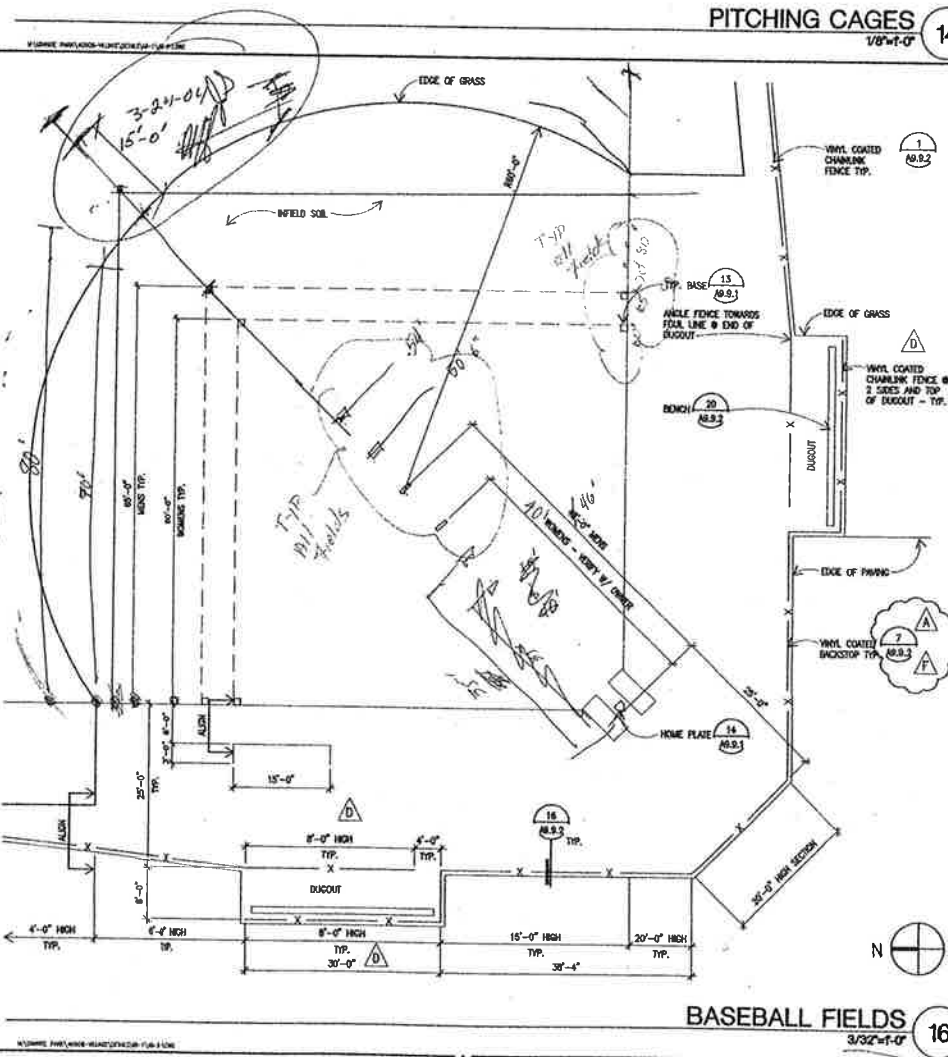 PITCHING CAGES
1/8"=1'-0"
14
3-24-04
15'-0"
EDGE OF GRASS
R60'-0"
VINYL COATED
CHAINLINK
FENCE TYP.
1
A9.9.2
INFIELD SOIL
TYP
All
Fields
TYP. BASE
13
A9.9.1
ANGLE FENCE TOWARDS
FOUL LINE @ END OF
DUGOUT
EDGE OF GRASS
D
VINYL COATED
CHAINLINK FENCE @
2 SIDES AND TOP
OF DUGOUT - TYP.
50'
BENCH
20
A9.9.2
DUGOUT
80'
70'
65'-0"
MENS TYP.
60'-0"
WOMENS TYP.
TYP
All
Fields
46'
MENS
40'
WOMENS - VERIFY W/ OWNER
EDGE OF PAVING
A
VINYL COATED
BACKSTOP TYP.
7
A9.9.2
F
25'-0"
HOME PLATE
14
A9.9.1
ALIGN
6'-0"
3'-0"
15'-0"
25'-0"
TYP.
ALIGN
D
16
A9.9.2
TYP.
8'-0" HIGH
TYP.
4'-0"
TYP.
20'-0" HIGH SECTION
6'-0"
DUGOUT
4'-0" HIGH
TYP.
6'-0" HIGH
TYP.
8'-0" HIGH
TYP.
15'-0" HIGH
TYP.
20'-0" HIGH
TYP.
30'-0"
D
38'-4"
N
BASEBALL FIELDS
3/32"=1'-0"
16